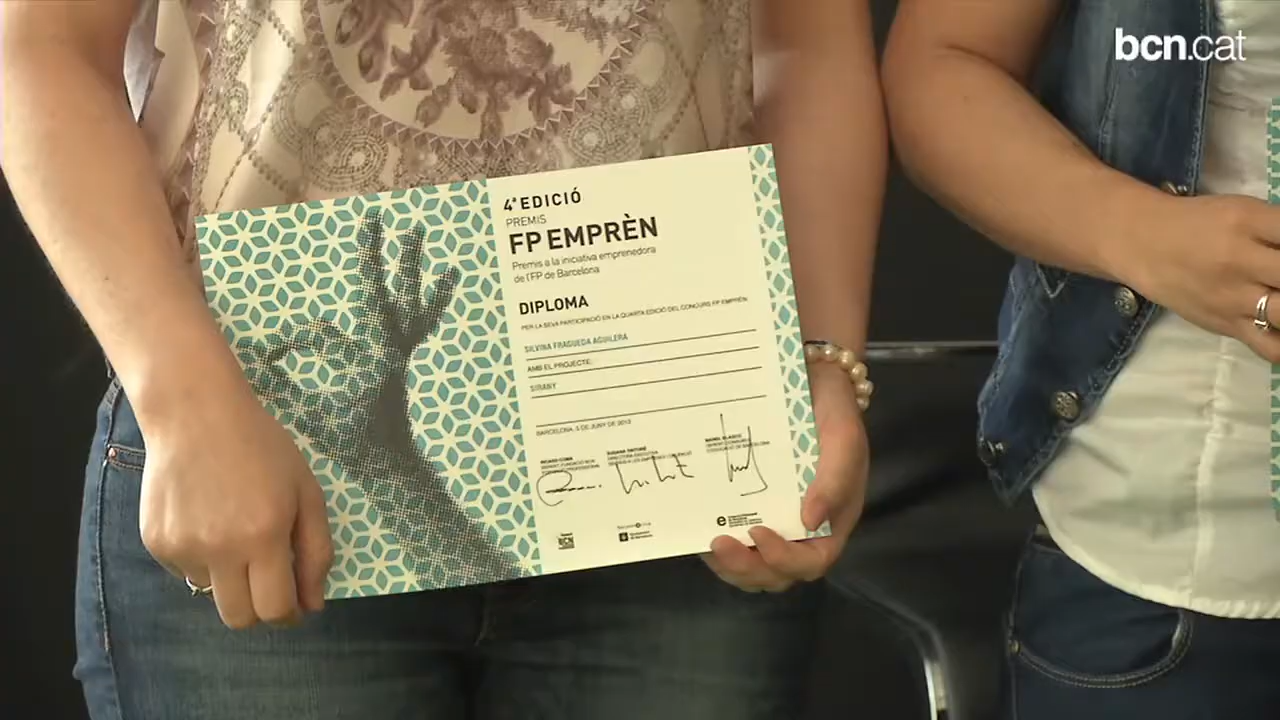 bcn.cat
4ª EDICIÓ
PREMIS
FP EMPRÈN
Premis a la iniciativa emprenedora
de l'FP de Barcelona
DIPLOMA
PER LA SEVA PARTICIPACIÓ EN LA QUARTA EDICIÓ DEL CONCURS FP EMPRÈN
SILVINA FRAGUEDA AGUILERA
AMB EL PROJECTE:
SIRANY
BARCELONA, 5 DE JUNY DE 2013
BCN